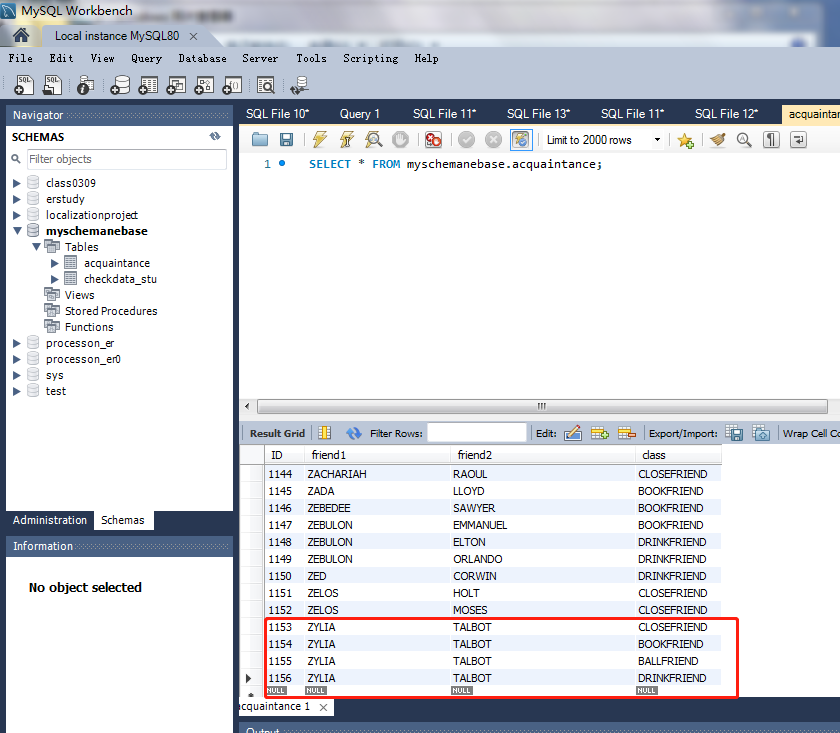 MySQL Workbench
Local instance MySQL80
File Edit View Query Database Server Tools Scripting Help
Navigator
SCHEMAS
Filter objects
class0309
erstudy
localizationproject
myschemanebase
Tables
acquaintance
checkdata_stu
Views
Stored Procedures
Functions
processon_er
processon_er0
sys
test
Administration Schemas
Information
No object selected
SQL File 10* Query 1 SQL File 11* SQL File 13* SQL File 11* SQL File 12* acquaintan
Limit to 2000 rows
1 SELECT * FROM myschemanebase.acquaintance;
Result Grid Filter Rows: Edit: Export/Import: Wrap Cell Co
ID friend1 friend2 class
1144 ZACHARIAH RAOUL CLOSEFRIEND
1145 ZADA LLOYD BOOKFRIEND
1146 ZEBEDEE SAWYER BOOKFRIEND
1147 ZEBULON EMMANUEL BOOKFRIEND
1148 ZEBULON ELTON DRINKFRIEND
1149 ZEBULON ORLANDO DRINKFRIEND
1150 ZED CORWIN DRINKFRIEND
1151 ZELOS HOLT CLOSEFRIEND
1152 ZELOS MOSES CLOSEFRIEND
1153 ZYLIA TALBOT CLOSEFRIEND
1154 ZYLIA TALBOT BOOKFRIEND
1155 ZYLIA TALBOT BALLFRIEND
1156 ZYLIA TALBOT DRINKFRIEND
NULL NULL NULL NULL
acquaintance 1
Output